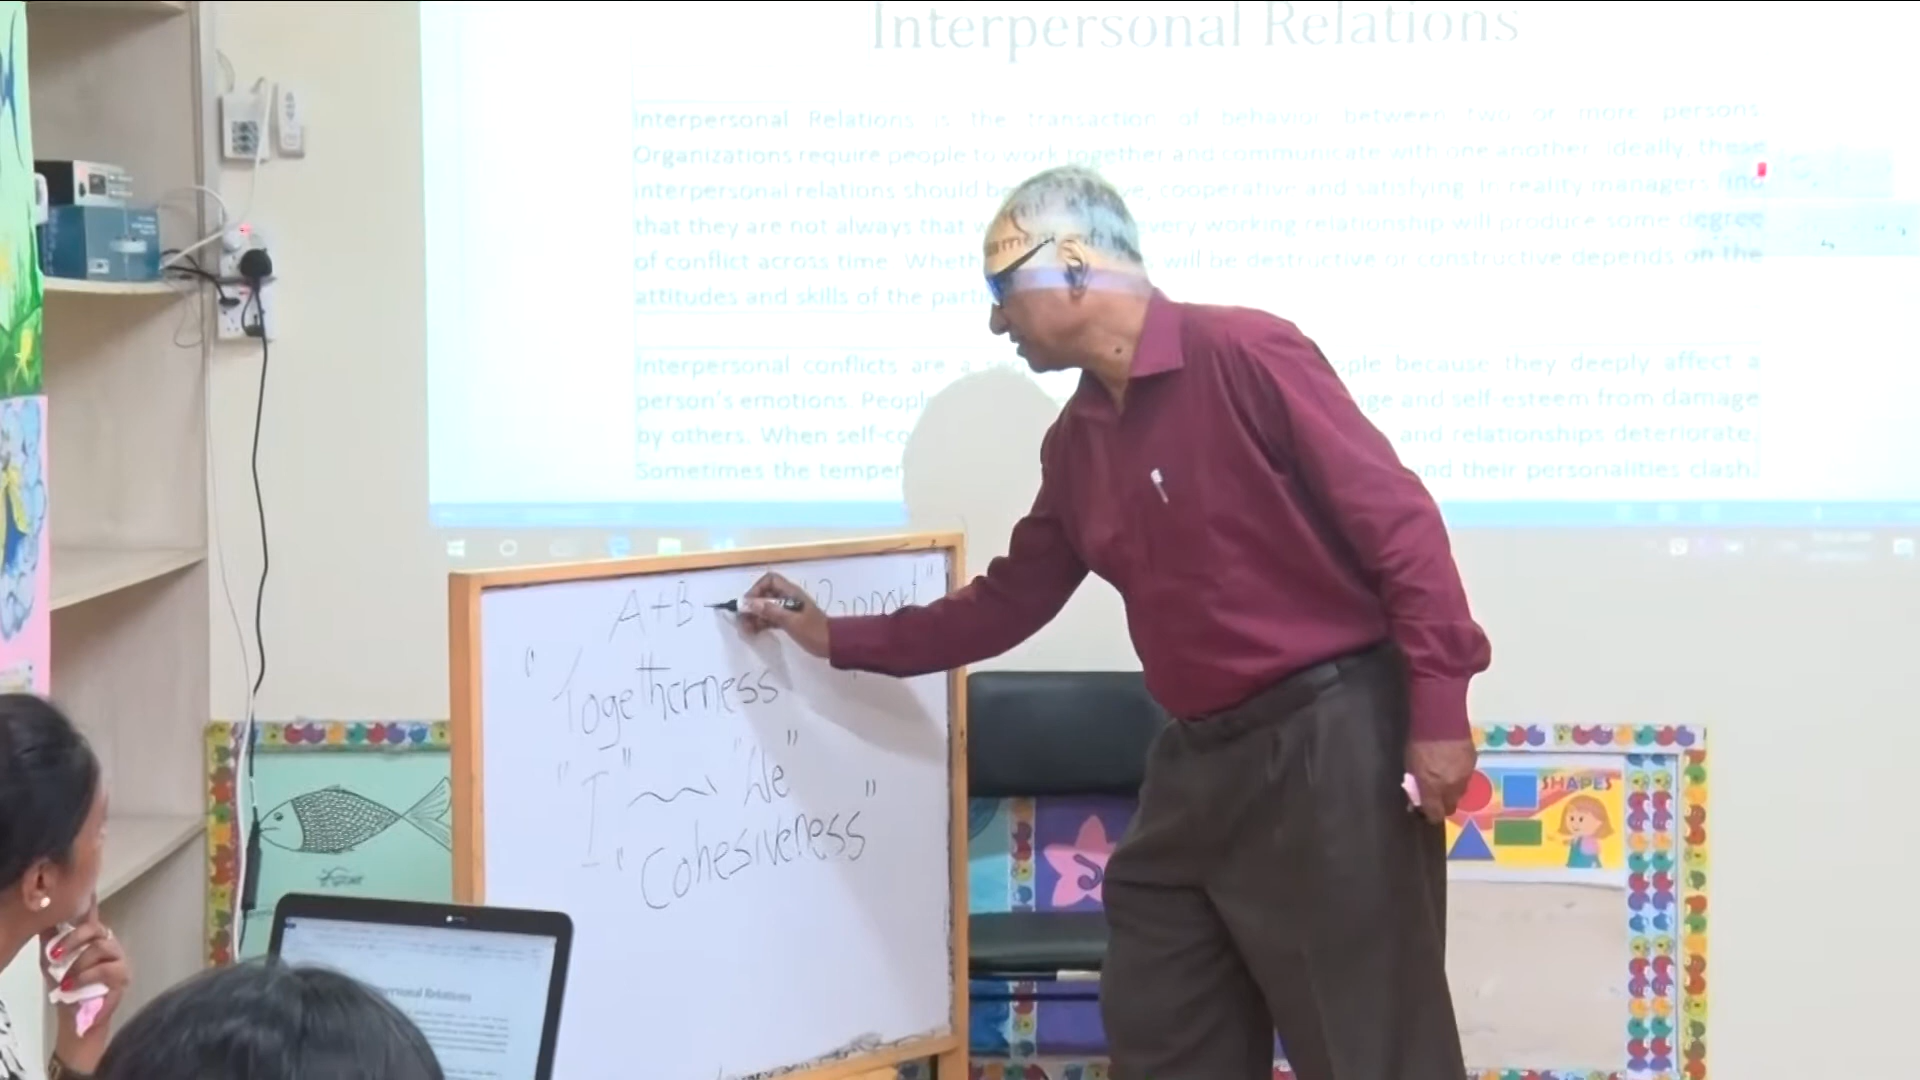 Interpersonal Relations
Interpersonal Relations is the transaction of behavior between two or more persons.
Organizations require people to work together and communicate with one another. Ideally, these
interpersonal relations should be cooperative and satisfying. In reality managers find
that they are not always that every working relationship will produce some degree
of conflict across time. will be destructive or constructive depends on the
attitudes and skills of the
Interpersonal conflicts are a because they deeply affect a
person's emotions. People and self-esteem from damage
by others. When and relationships deteriorate.
Sometimes the their personalities clash.
A+B "Rapport"
"Togetherness
"I" "We"
"Cohesiveness"
SHAPES
Relations